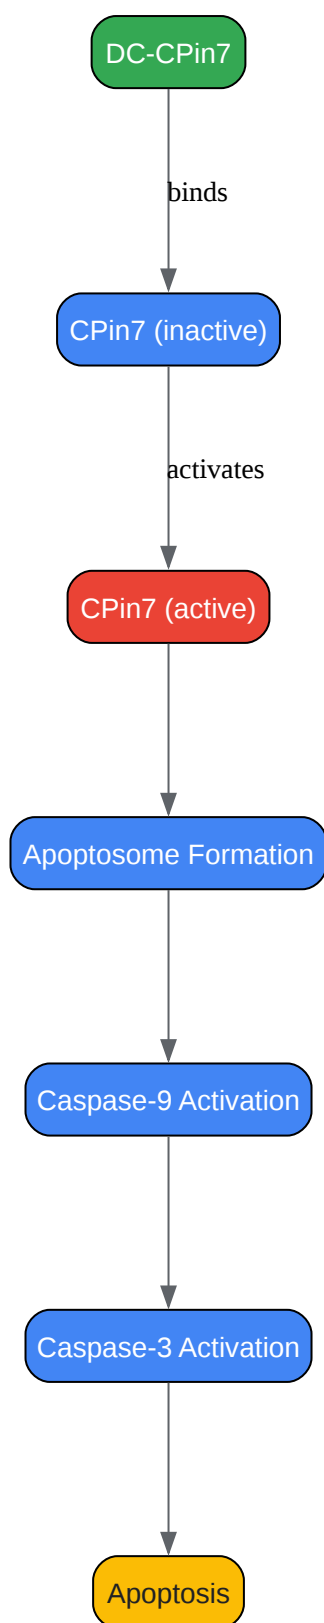 DC-CPin7
binds
CPin7 (inactive)
activates
CPin7 (active)
Apoptosome Formation
Caspase-9 Activation
Caspase-3 Activation
Apoptosis